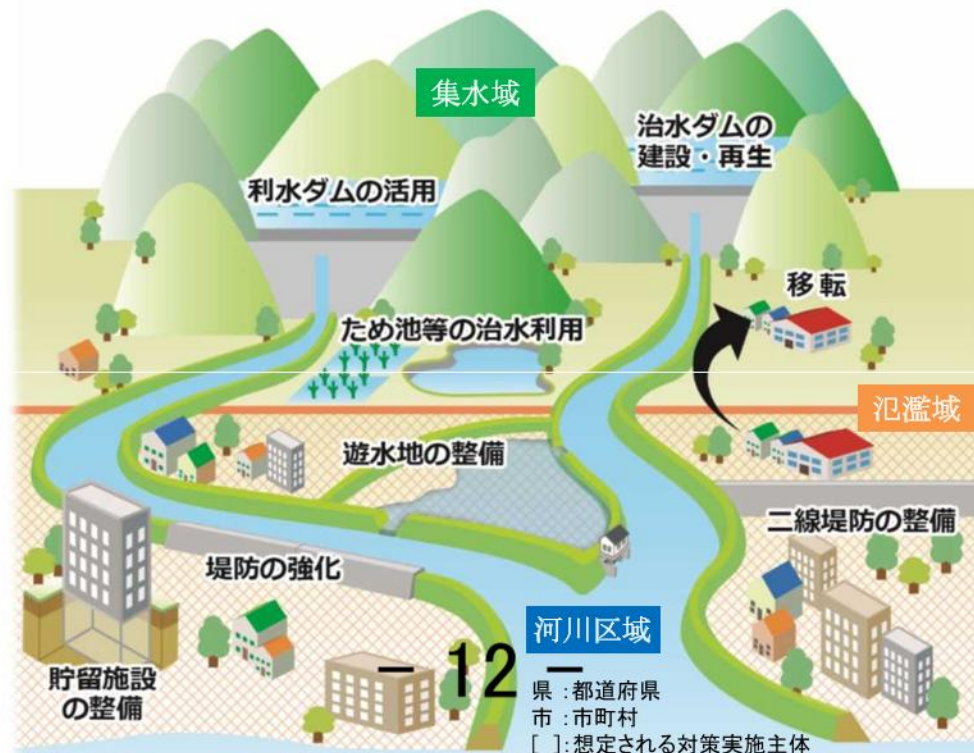 集水域
治水ダムの
建設・再生
利水ダムの活用
移転
ため池等の治水利用
氾濫域
遊水地の整備
二線堤防の整備
堤防の強化
河川区域
貯留施設
の整備
－ 12 －
県 :都道府県
市 :市町村
[ ]:想定される対策実施主体